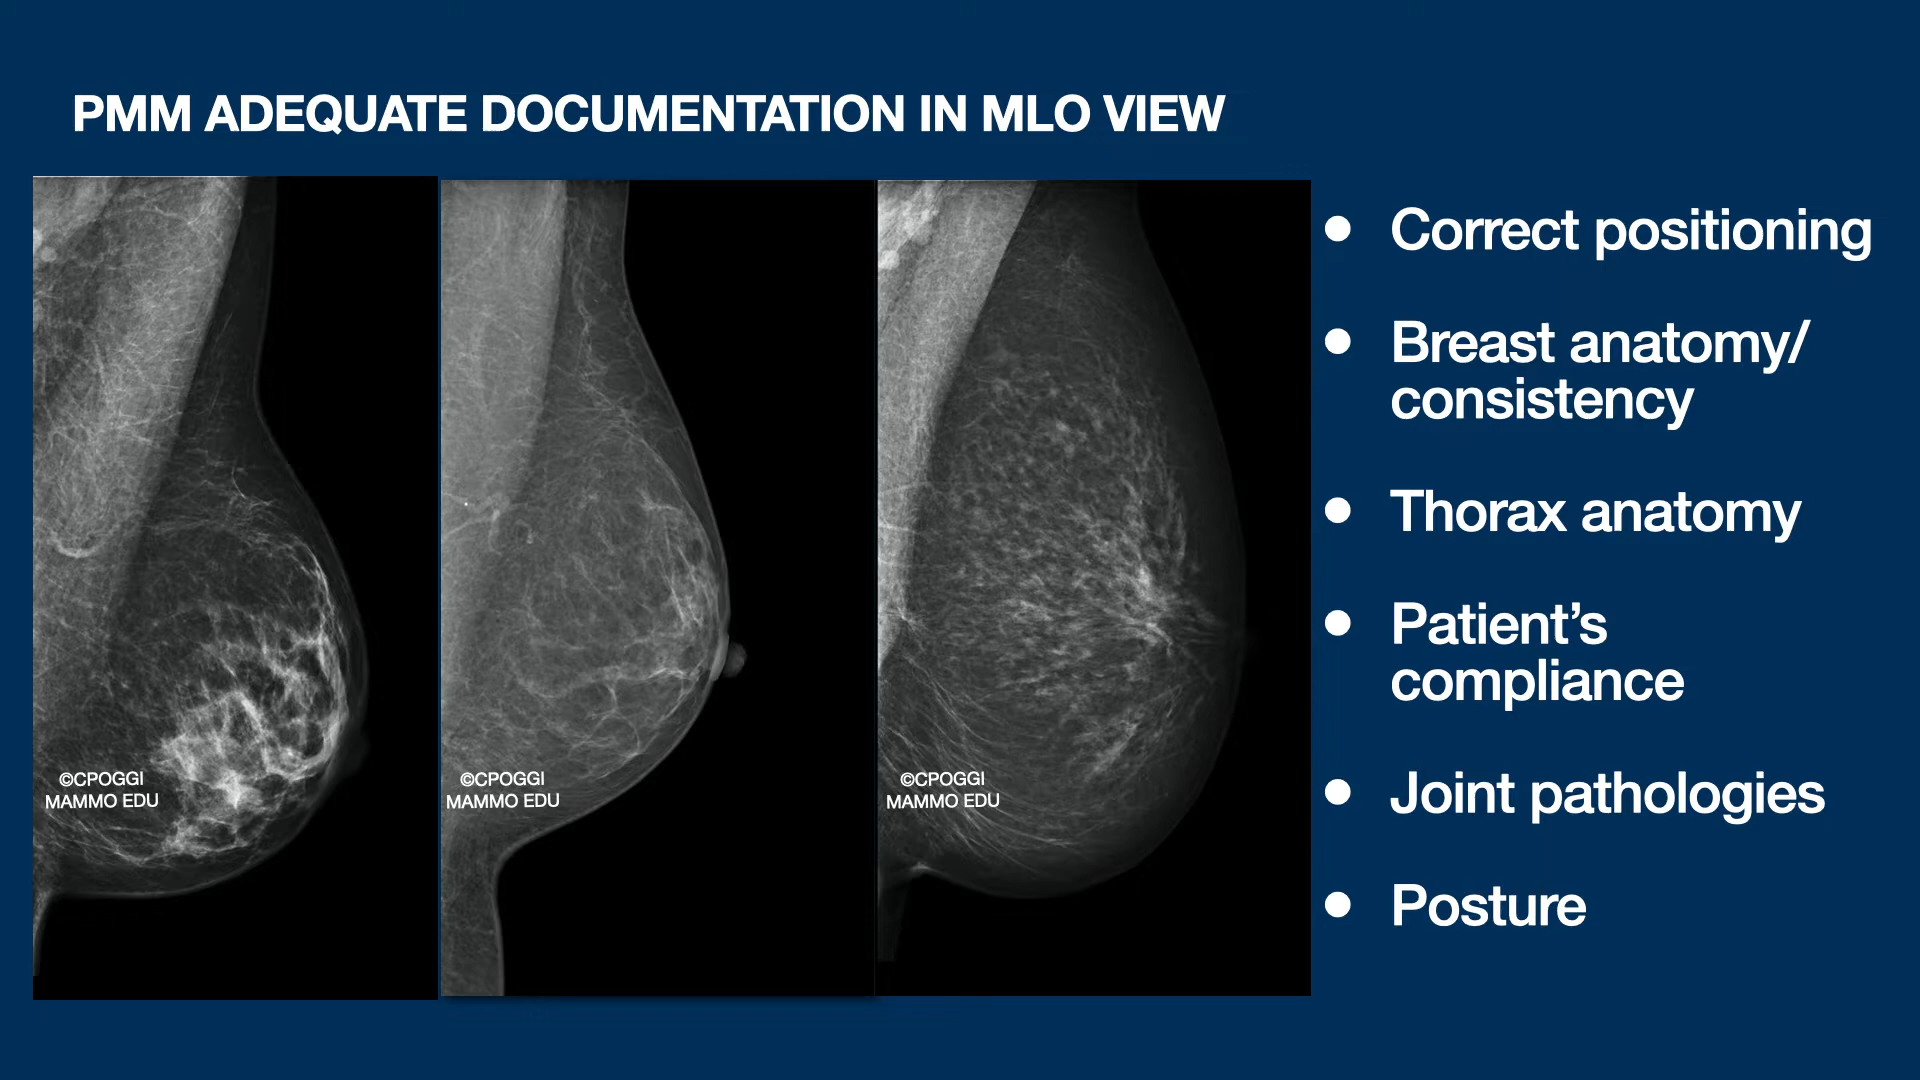 PMM ADEQUATE DOCUMENTATION IN MLO VIEW
©CPOGGI
MAMMO EDU
©CPOGGI
MAMMO EDU
©CPOGGI
MAMMO EDU
• Correct positioning
• Breast anatomy/
consistency
• Thorax anatomy
• Patient’s
compliance
• Joint pathologies
• Posture